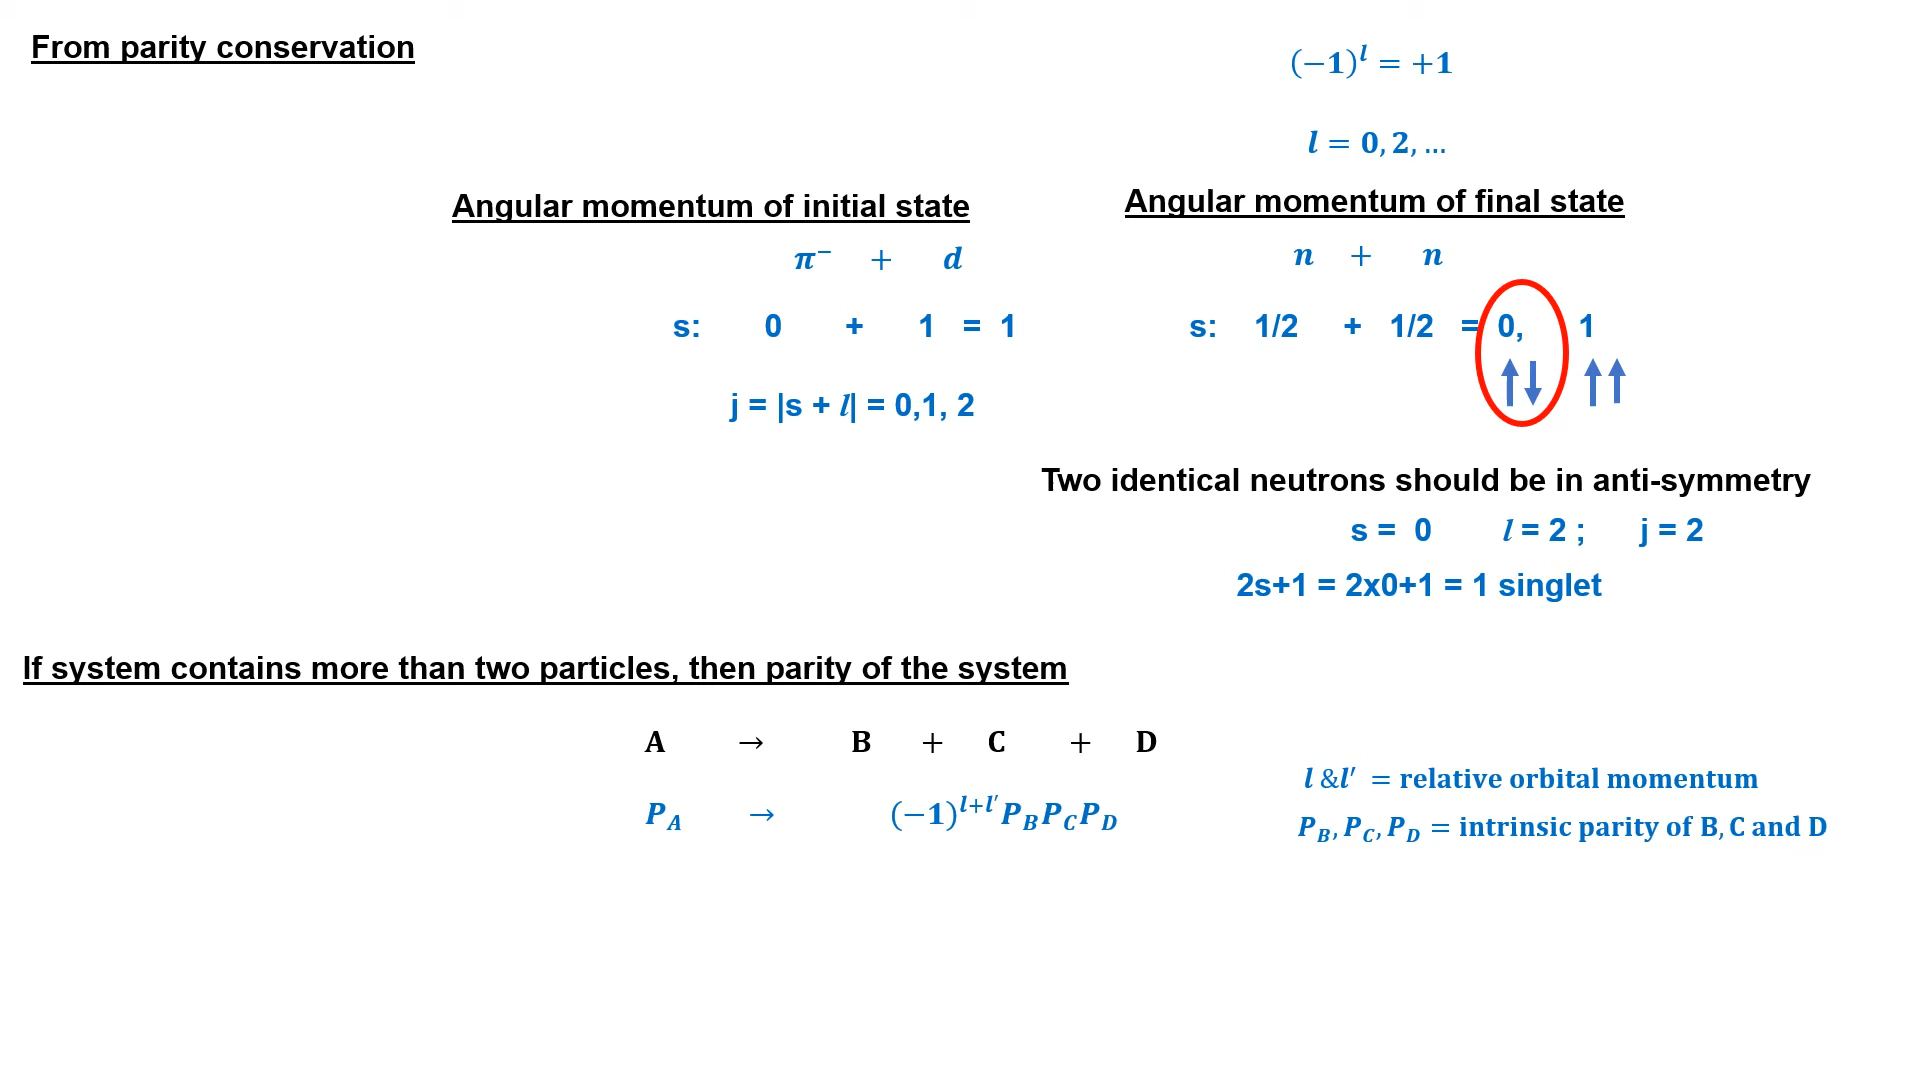 From parity conservation
(−1)^l = +1
l = 0, 2, ...
Angular momentum of initial state
π⁻ + d
s: 0 + 1 = 1
j = |s + l| = 0,1, 2
Angular momentum of final state
n + n
s: 1/2 + 1/2 = 0, 1
Two identical neutrons should be in anti-symmetry
s = 0 l = 2 ; j = 2
2s+1 = 2x0+1 = 1 singlet
If system contains more than two particles, then parity of the system
A → B + C + D
P_A → (−1)^{l+l′} P_B P_C P_D
l &l′ = relative orbital momentum
P_B, P_C, P_D = intrinsic parity of B, C and D